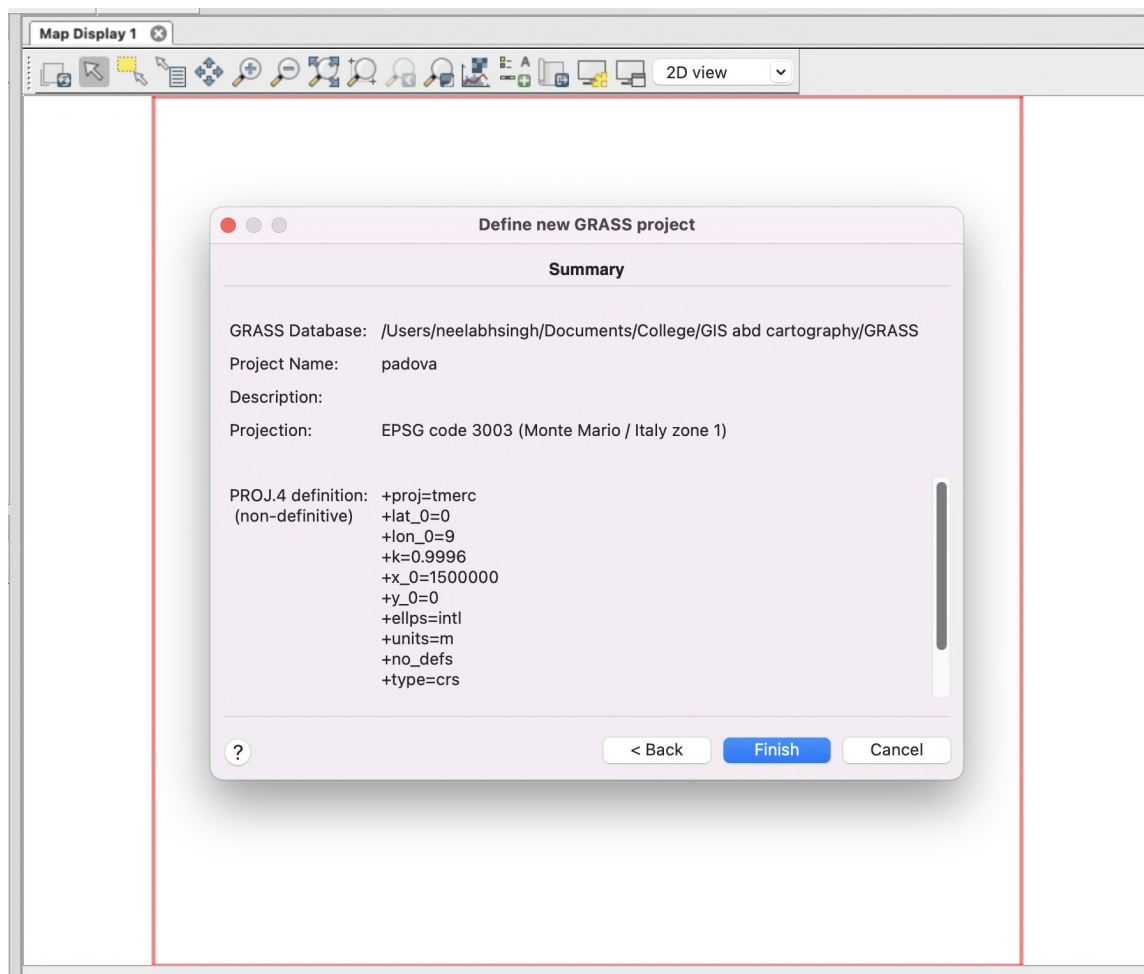 Map Display 1
2D view
Define new GRASS project
Summary
GRASS Database: /Users/neelabhsingh/Documents/College/GIS abd cartography/GRASS
Project Name: padova
Description:
Projection: EPSG code 3003 (Monte Mario / Italy zone 1)
PROJ.4 definition: +proj=tmerc
(non-definitive) +lat_0=0
+lon_0=9
+k=0.9996
+x_0=1500000
+y_0=0
+ellps=intl
+units=m
+no_defs
+type=crs
? < Back Finish Cancel